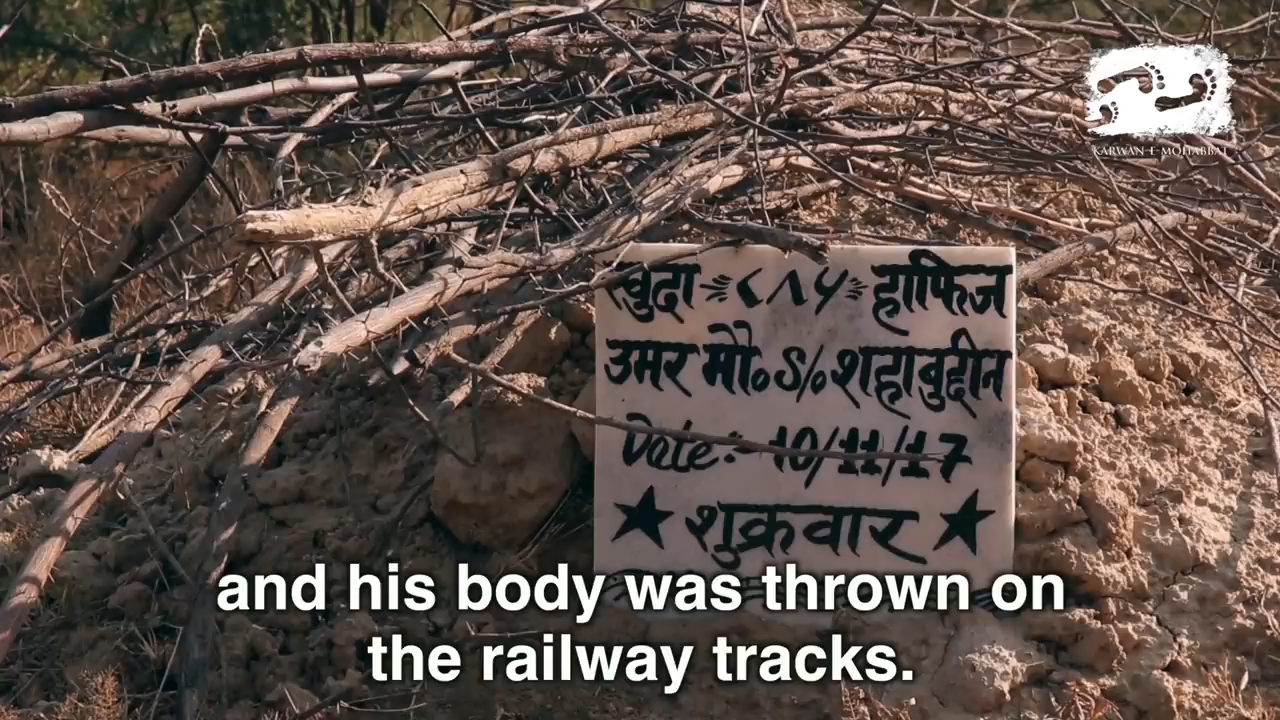 KARWAN E MOHABBAT
खुदा ७८६ हाफिज
उमर मौ० S/o शहाबुद्दीन
Date:- 10/11/17
★ शुक्रवार ★
and his body was thrown on
the railway tracks.